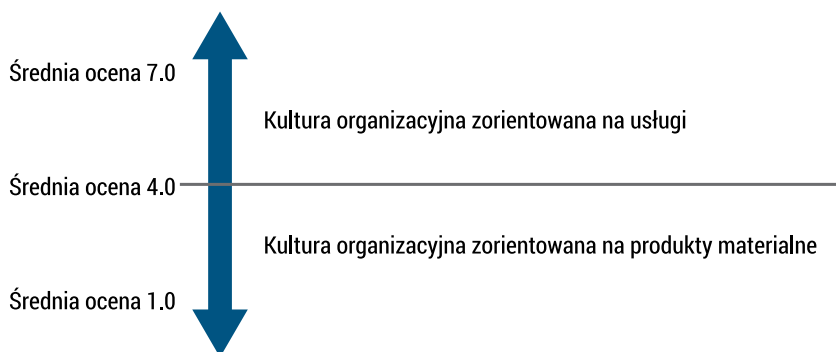 Średnia ocena 7.0
Kultura organizacyjna zorientowana na usługi
Średnia ocena 4.0
Kultura organizacyjna zorientowana na produkty materialne
Średnia ocena 1.0